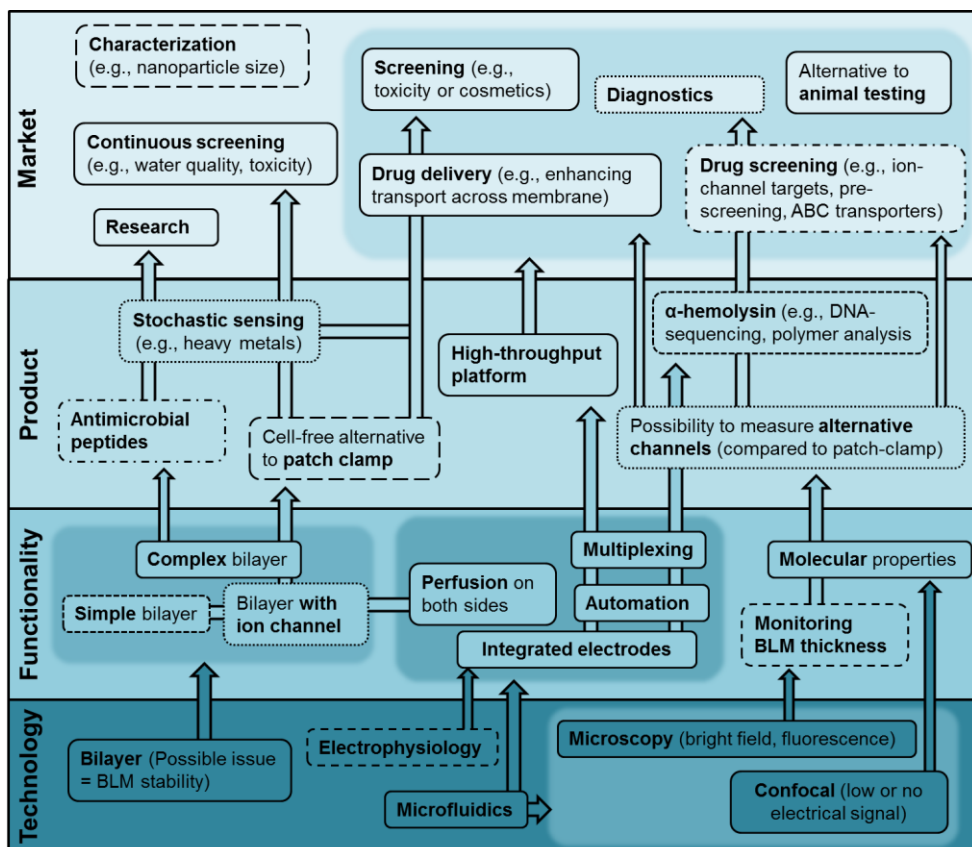 Market
Characterization
(e.g., nanoparticle size)
Screening (e.g.,
toxicity or cosmetics)
Diagnostics
Alternative to
animal testing
Continuous screening
(e.g., water quality, toxicity)
Drug delivery (e.g., enhancing
transport across membrane)
Drug screening (e.g., ion-
channel targets, pre-
screening, ABC transporters)
Research
Product
Stochastic sensing
(e.g., heavy metals)
α-hemolysin (e.g., DNA-
sequencing, polymer analysis
High-throughput
platform
Antimicrobial
peptides
Cell-free alternative
to patch clamp
Possibility to measure alternative
channels (compared to patch-clamp)
Functionality
Complex bilayer
Multiplexing
Molecular properties
Simple bilayer
Bilayer with
ion channel
Perfusion on
both sides
Automation
Integrated electrodes
Monitoring
BLM thickness
Technology
Bilayer (Possible issue
= BLM stability)
Electrophysiology
Microscopy (bright field, fluorescence)
Microfluidics
Confocal (low or no
electrical signal)